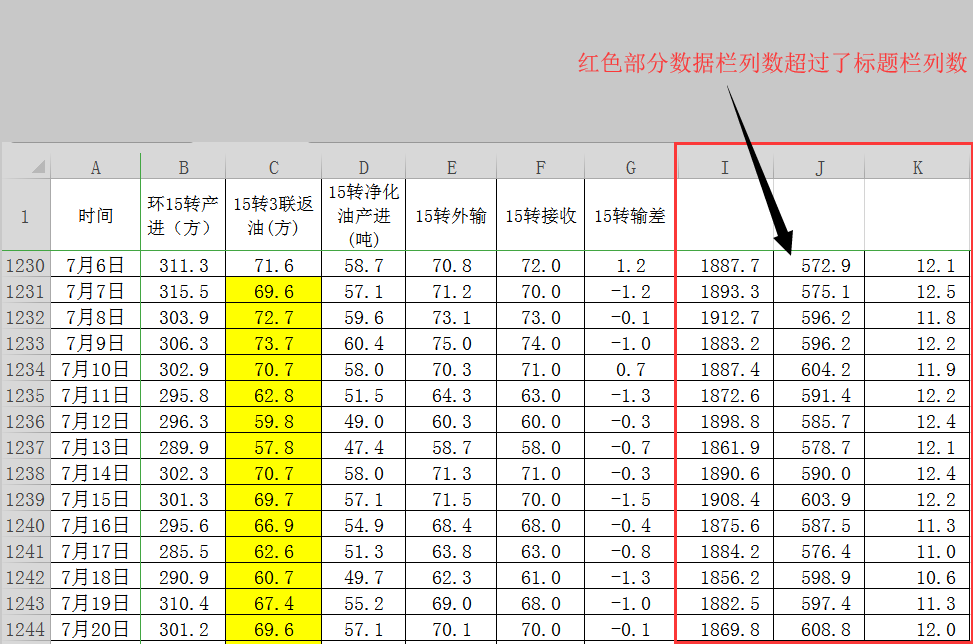 红色部分数据栏列数超过了标题栏列数
A B C D E F G I J K
1 时间 环15转产进（方） 15转3联返油(方) 15转净化油产进(吨) 15转外输 15转接收 15转输差
1230 7月6日 311.3 71.6 58.7 70.8 72.0 1.2 1887.7 572.9 12.1
1231 7月7日 315.5 69.6 57.1 71.2 70.0 -1.2 1893.3 575.1 12.5
1232 7月8日 303.9 72.7 59.6 73.1 73.0 -0.1 1912.7 596.2 11.8
1233 7月9日 306.3 73.7 60.4 75.0 74.0 -1.0 1883.2 596.2 12.2
1234 7月10日 302.9 70.7 58.0 70.3 71.0 0.7 1887.4 604.2 11.9
1235 7月11日 295.8 62.8 51.5 64.3 63.0 -1.3 1872.6 591.4 12.2
1236 7月12日 296.3 59.8 49.0 60.3 60.0 -0.3 1898.8 585.7 12.4
1237 7月13日 289.9 57.8 47.4 58.7 58.0 -0.7 1861.9 578.7 12.1
1238 7月14日 302.3 70.7 58.0 71.3 71.0 -0.3 1890.6 590.0 12.4
1239 7月15日 301.3 69.7 57.1 71.5 70.0 -1.5 1908.4 603.9 12.2
1240 7月16日 295.6 66.9 54.9 68.4 68.0 -0.4 1875.6 587.5 11.3
1241 7月17日 285.5 62.6 51.3 63.8 63.0 -0.8 1884.2 576.4 11.0
1242 7月18日 290.9 60.7 49.7 62.3 61.0 -1.3 1856.2 598.9 10.6
1243 7月19日 310.4 67.4 55.2 69.0 68.0 -1.0 1882.5 597.4 11.3
1244 7月20日 301.2 69.6 57.1 70.1 70.0 -0.1 1869.8 608.8 12.0